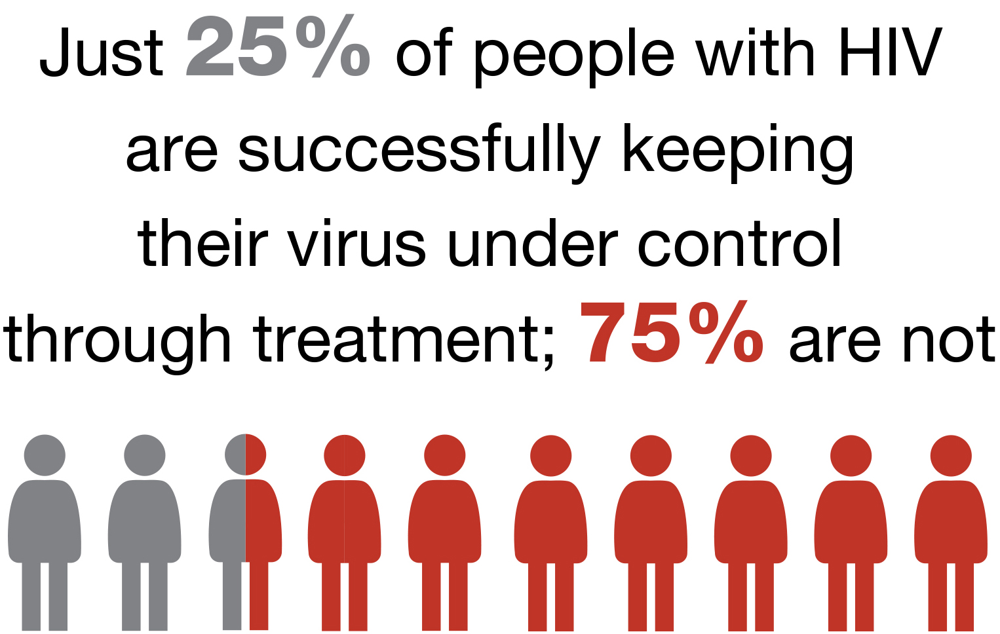 Just 25% of people with HIV
are successfully keeping
their virus under control
through treatment; 75% are not